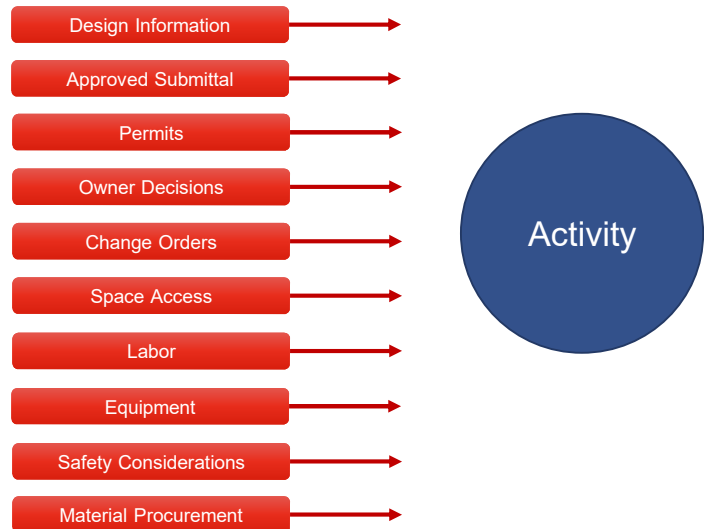 Design Information
Approved Submittal
Permits
Owner Decisions
Change Orders
Space Access
Labor
Equipment
Safety Considerations
Material Procurement
Activity